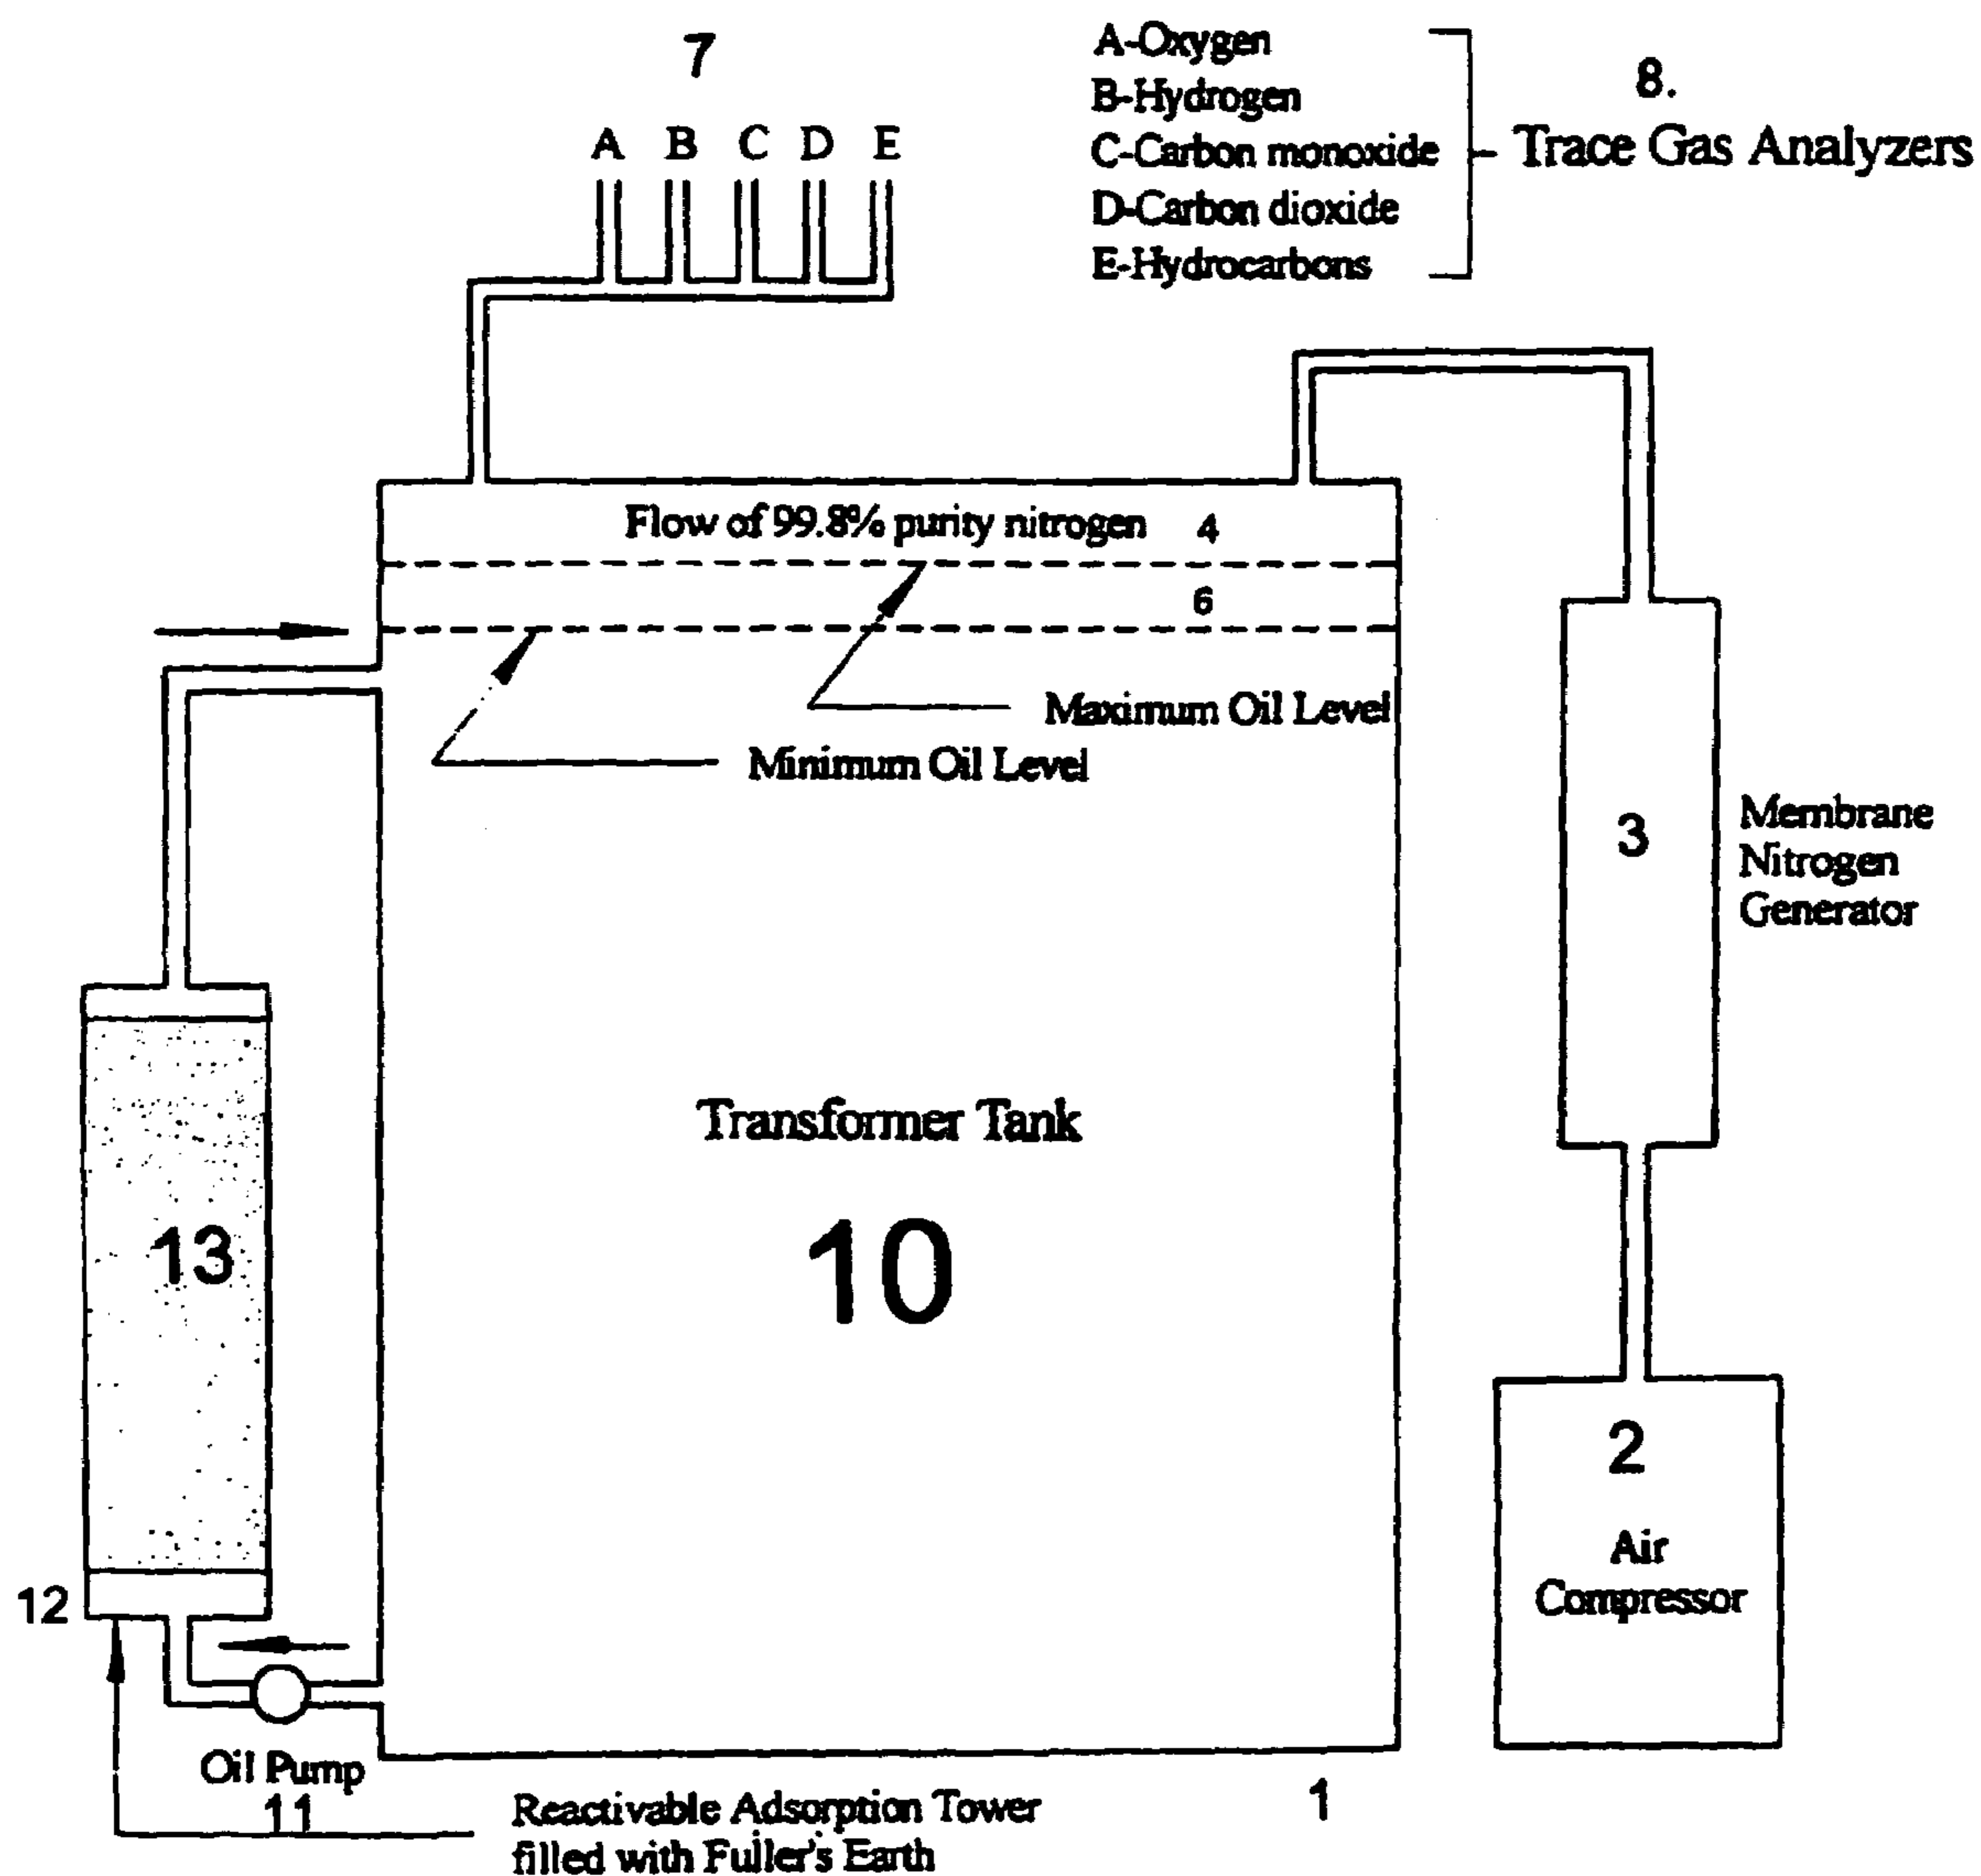 7
A B C D E
A-Oxygen
B-Hydrogen
C-Carbon monoxide
D-Carbon dioxide
E-Hydrocarbons
8.
Trace Gas Analyzers
Flow of 99.8% purity nitrogen 4
6
Maximum Oil Level
Minimum Oil Level
3
Membrane
Nitrogen
Generator
Transformer Tank
10
13
2
Air
Compressor
12
Oil Pump
11
1
Reactivable Adsorption Tower
filled with Fuller's Earth